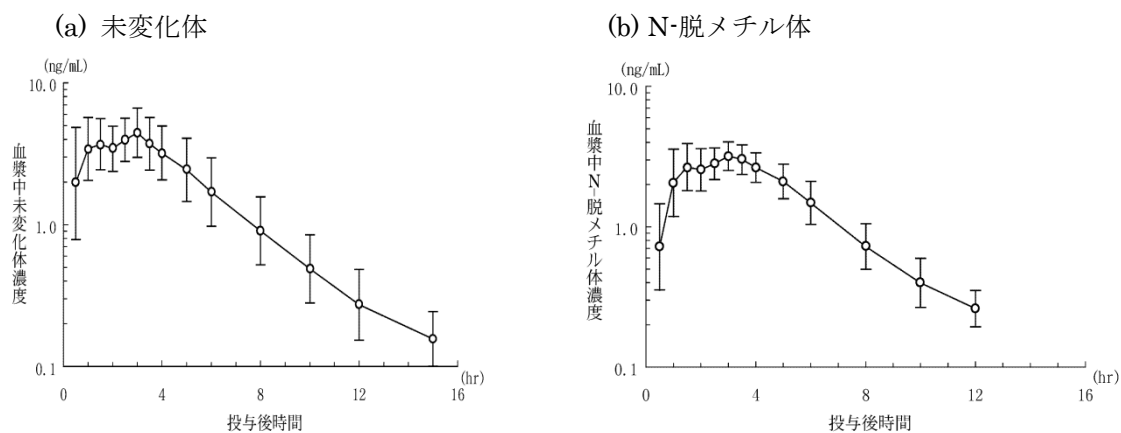 (a) 未変化体
(ng/mL)
10.0
1.0
0.1
血漿中未変化体濃度
0
4
8
12
16
(hr)
投与後時間
(b) N-脱メチル体
(ng/mL)
10.0
1.0
0.1
血漿中N-脱メチル体濃度
0
4
8
12
16
(hr)
投与後時間